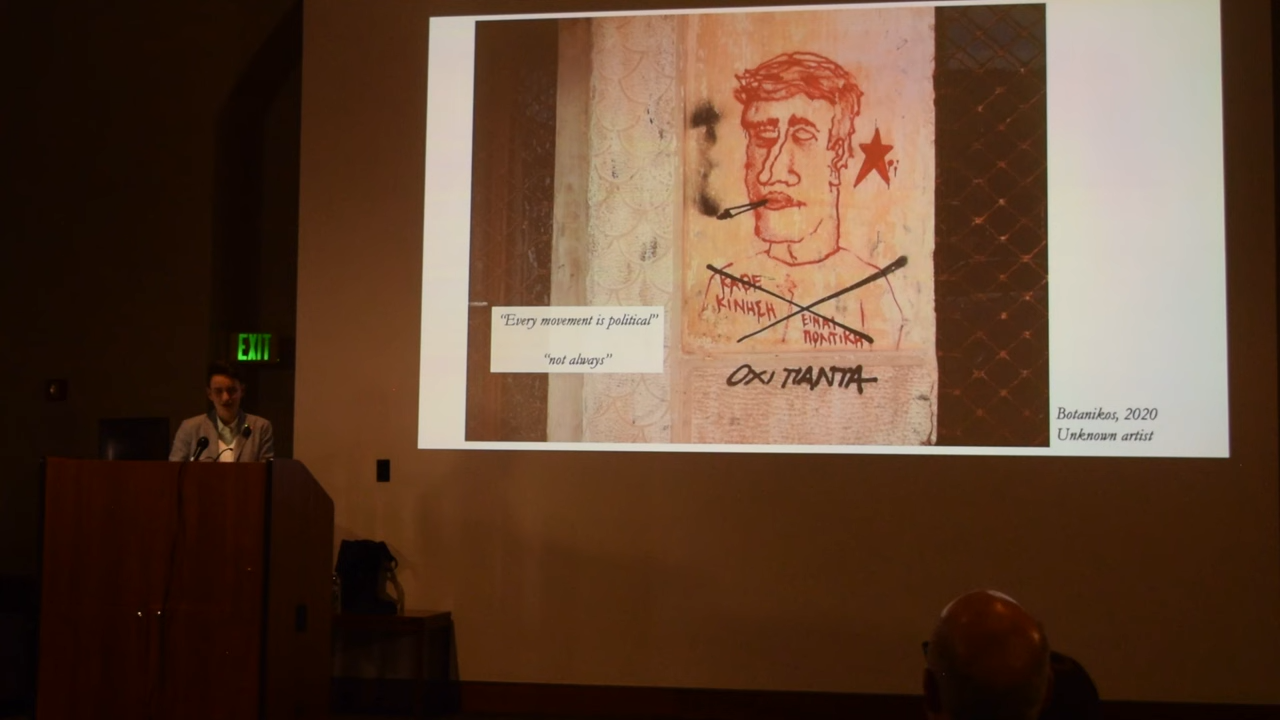 ΚΑΘΕ
ΚΙΝΗΣΗ
ΕΙΝΑΙ
ΠΟΛΙΤΙΚΗ
ΟΧΙ ΠΑΝΤΑ
“Every movement is political”
“not always”
Botanikos, 2020
Unknown artist
EXIT